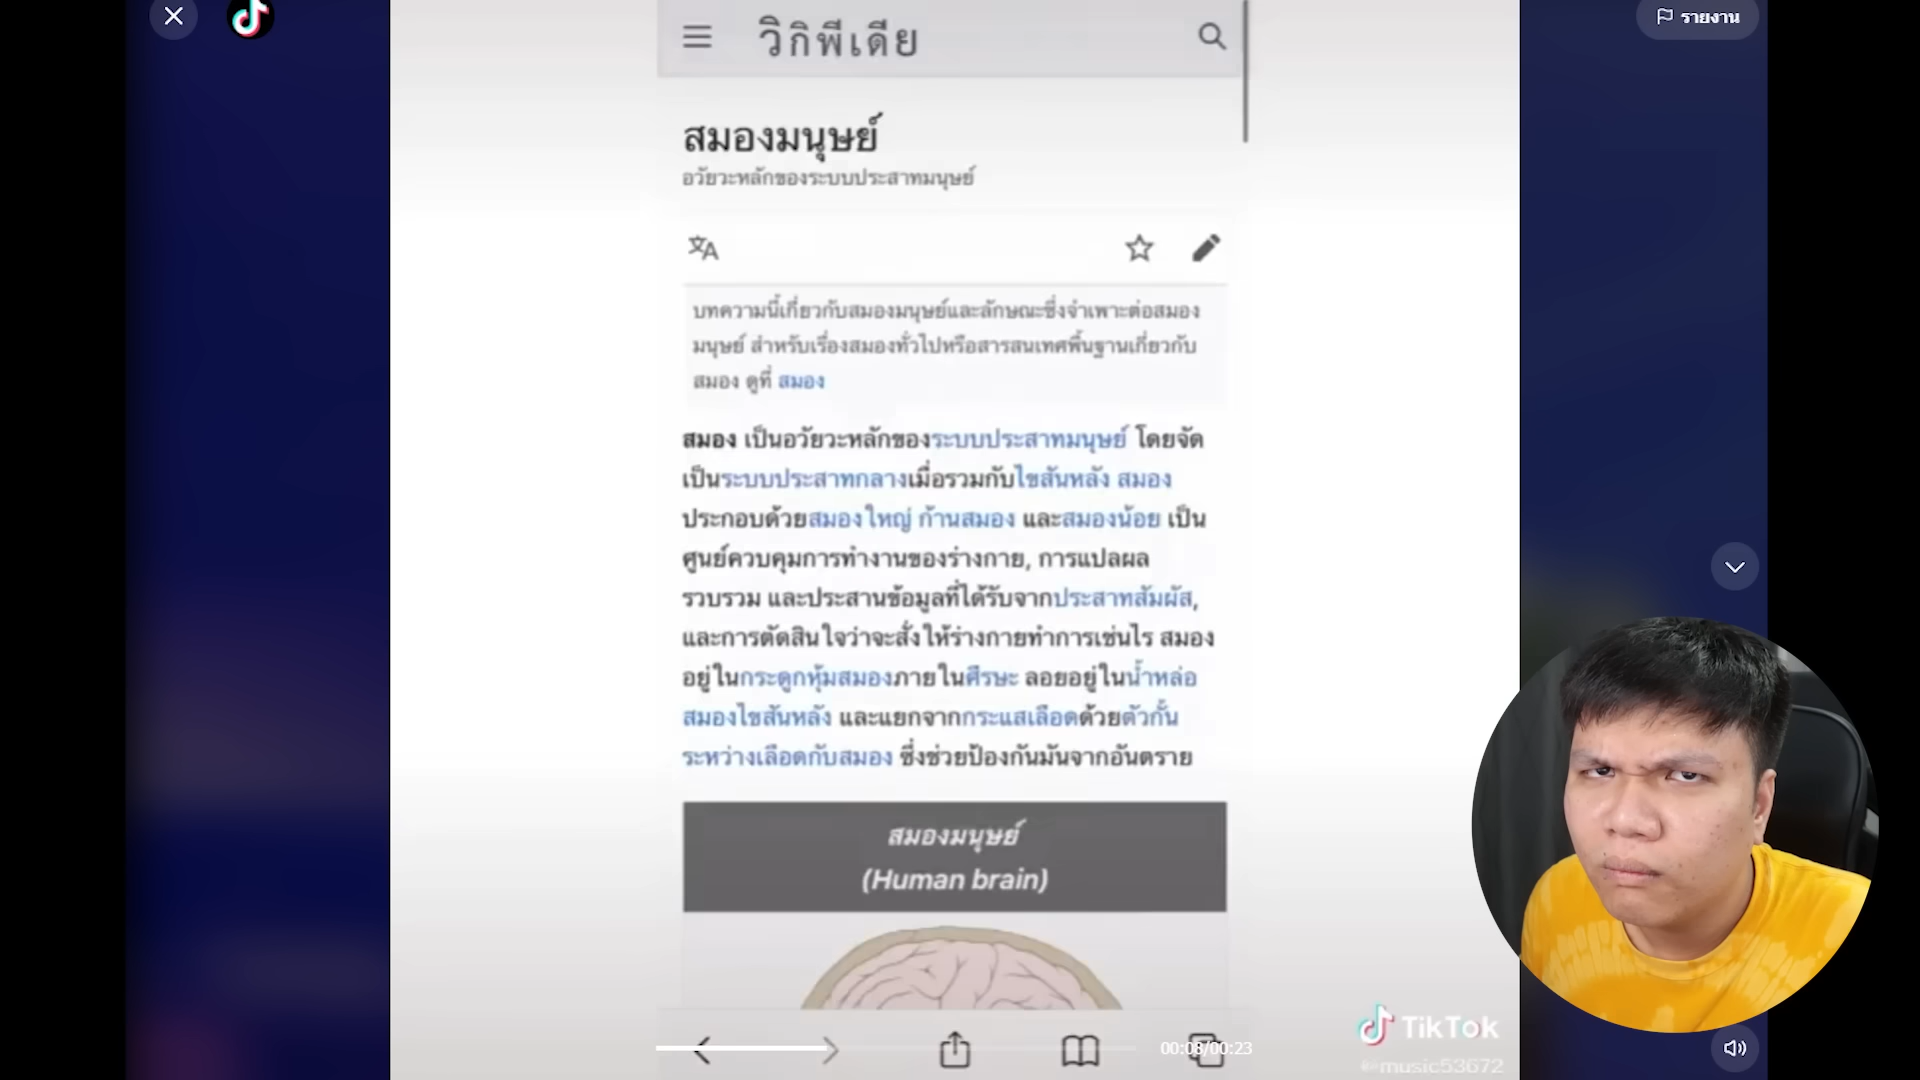 รายงาน
วิกิพีเดีย
สมองมนุษย์
อวัยวะหลักของระบบประสาทมนุษย์
บทความนี้เกี่ยวกับสมองมนุษย์และลักษณะซึ่งจำเพาะต่อสมอง
มนุษย์ สำหรับเรื่องสมองทั่วไปหรือสารสนเทศพื้นฐานเกี่ยวกับ
สมอง ดูที่ สมอง
สมอง เป็นอวัยวะหลักของระบบประสาทมนุษย์ โดยจัด
เป็นระบบประสาทกลางเมื่อรวมกับไขสันหลัง สมอง
ประกอบด้วยสมองใหญ่ ก้านสมอง และสมองน้อย เป็น
ศูนย์ควบคุมการทำงานของร่างกาย, การแปลผล
รวบรวม และประสานข้อมูลที่ได้รับจากประสาทสัมผัส,
และการตัดสินใจว่าจะสั่งให้ร่างกายทำการเช่นไร สมอง
อยู่ในกระดูกหุ้มสมองภายในศีรษะ ลอยอยู่ในน้ำหล่อ
สมองไขสันหลัง และแยกจากกระแสเลือดด้วยตัวกั้น
ระหว่างเลือดกับสมอง ซึ่งช่วยป้องกันมันจากอันตราย
สมองมนุษย์
(Human brain)
00:08/00:23
TikTok
music53672